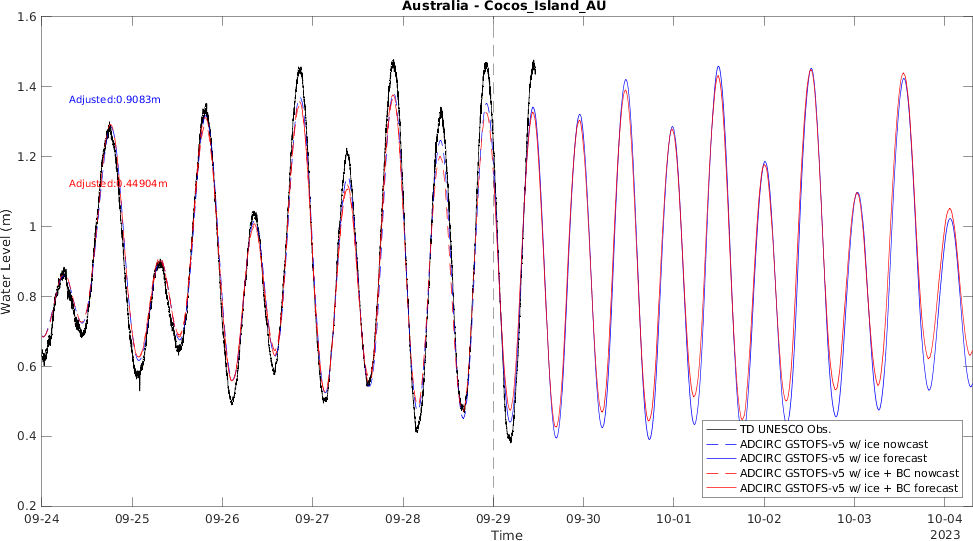 Australia - Cocos_Island_AU
1.6
1.4
1.2
1
0.8
0.6
0.4
0.2
Water Level (m)
Adjusted:0.9083m
Adjusted:0.44904m
TD UNESCO Obs.
ADCIRC GSTOFS-v5 w/ ice nowcast
ADCIRC GSTOFS-v5 w/ ice forecast
ADCIRC GSTOFS-v5 w/ ice + BC nowcast
ADCIRC GSTOFS-v5 w/ ice + BC forecast
09-24 09-25 09-26 09-27 09-28 09-29 09-30 10-01 10-02 10-03 10-04
2023
Time